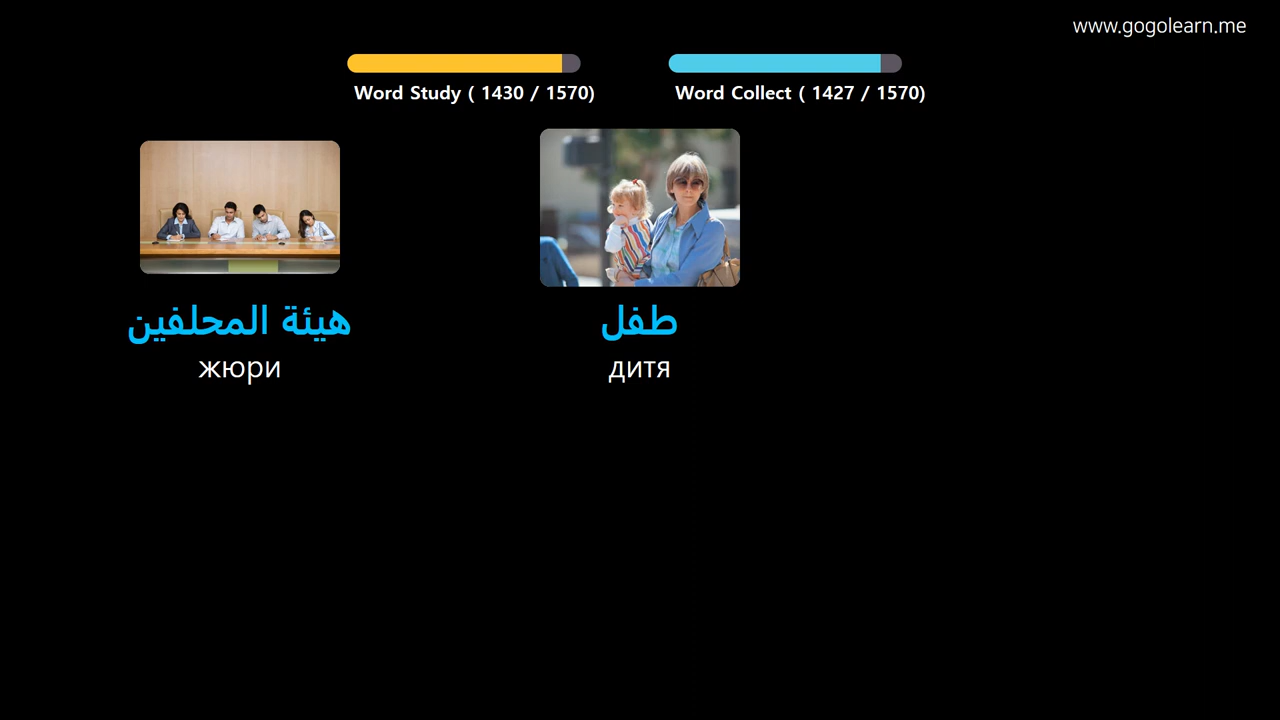 www.gogolearn.me
Word Study ( 1430 / 1570)
Word Collect ( 1427 / 1570)
هيئة المحلفين
жюри
طفل
дитя